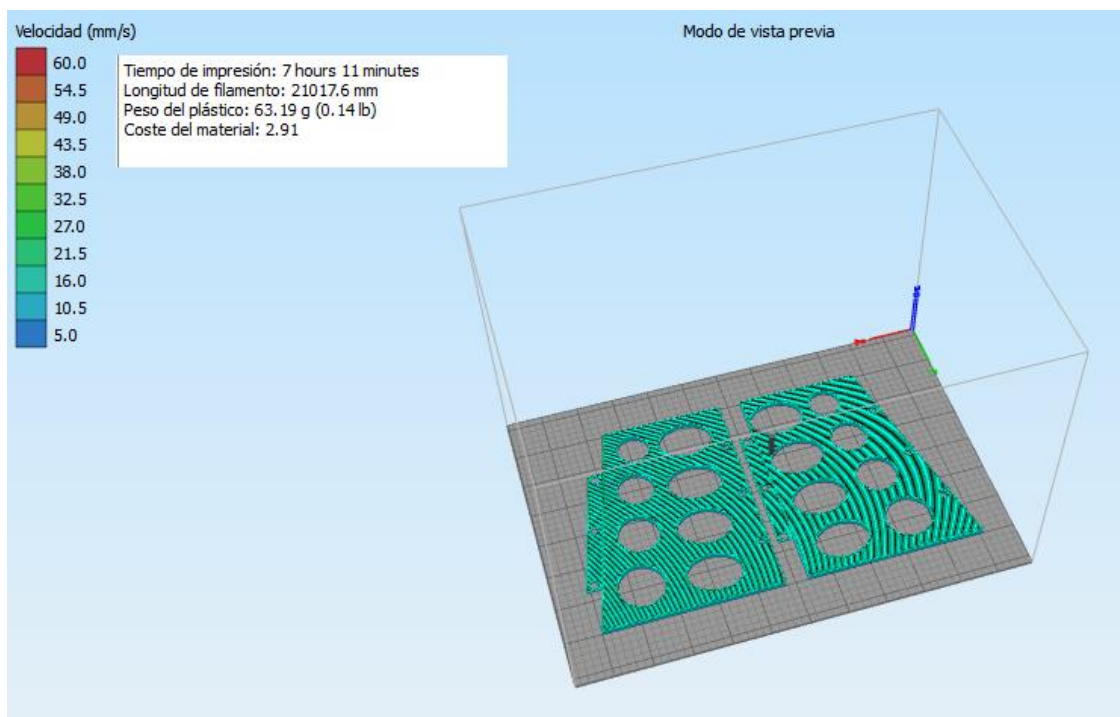 Velocidad (mm/s)
60.0
54.5
49.0
43.5
38.0
32.5
27.0
21.5
16.0
10.5
5.0
Tiempo de impresión: 7 hours 11 minutes
Longitud de filamento: 21017.6 mm
Peso del plástico: 63.19 g (0.14 lb)
Coste del material: 2.91
Modo de vista previa